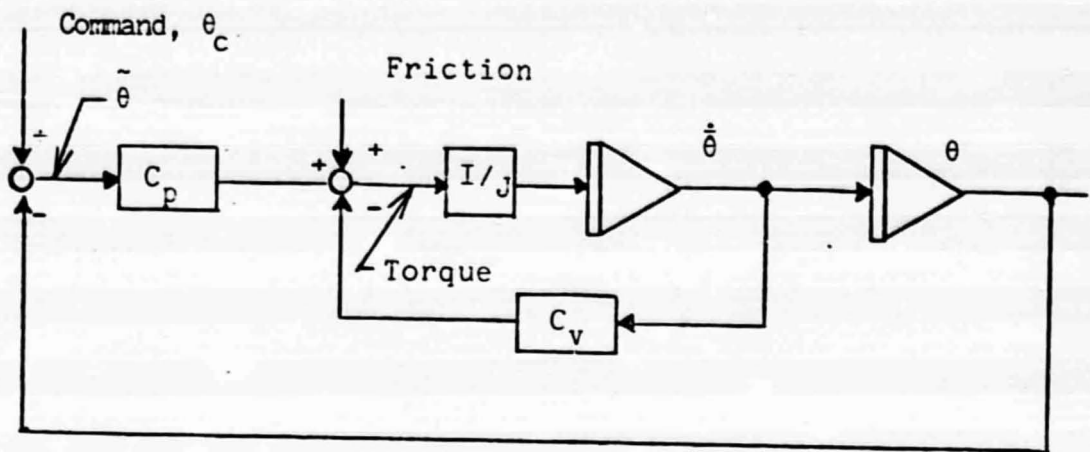 Command, θc
θ̃
Friction
÷
+
+
Cp
I/J
θ̇
θ
-
-
Torque
Cv